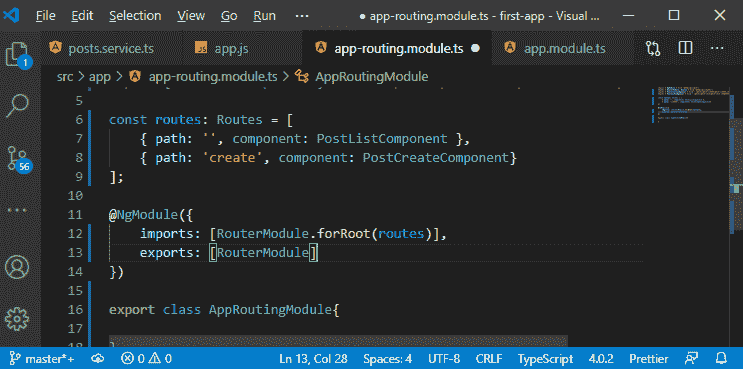 File Edit Selection View Go Run ... ● app-routing.module.ts - first-app - Visual ...
posts.service.ts JS app.js app-routing.module.ts ● app.module.ts ...
src > app > app-routing.module.ts > AppRoutingModule
5
6 const routes: Routes = [
7 { path: '', component: PostListComponent },
8 { path: 'create', component: PostCreateComponent}
9 ];
10
11 @NgModule({
12 imports: [RouterModule.forRoot(routes)],
13 exports: [RouterModule]
14 })
15
16 export class AppRoutingModule{
17
18 }
1
56
master*+ 0 0 Ln 13, Col 28 Spaces: 4 UTF-8 CRLF TypeScript 4.0.2 Prettier